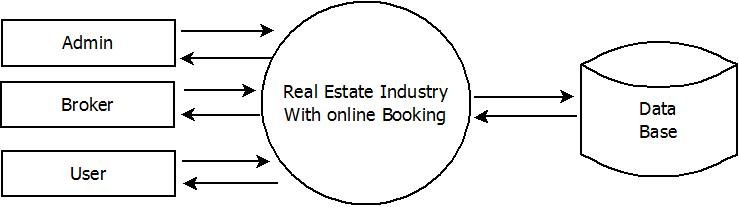 Admin
Broker
User
Real Estate Industry
With online Booking
Data
Base